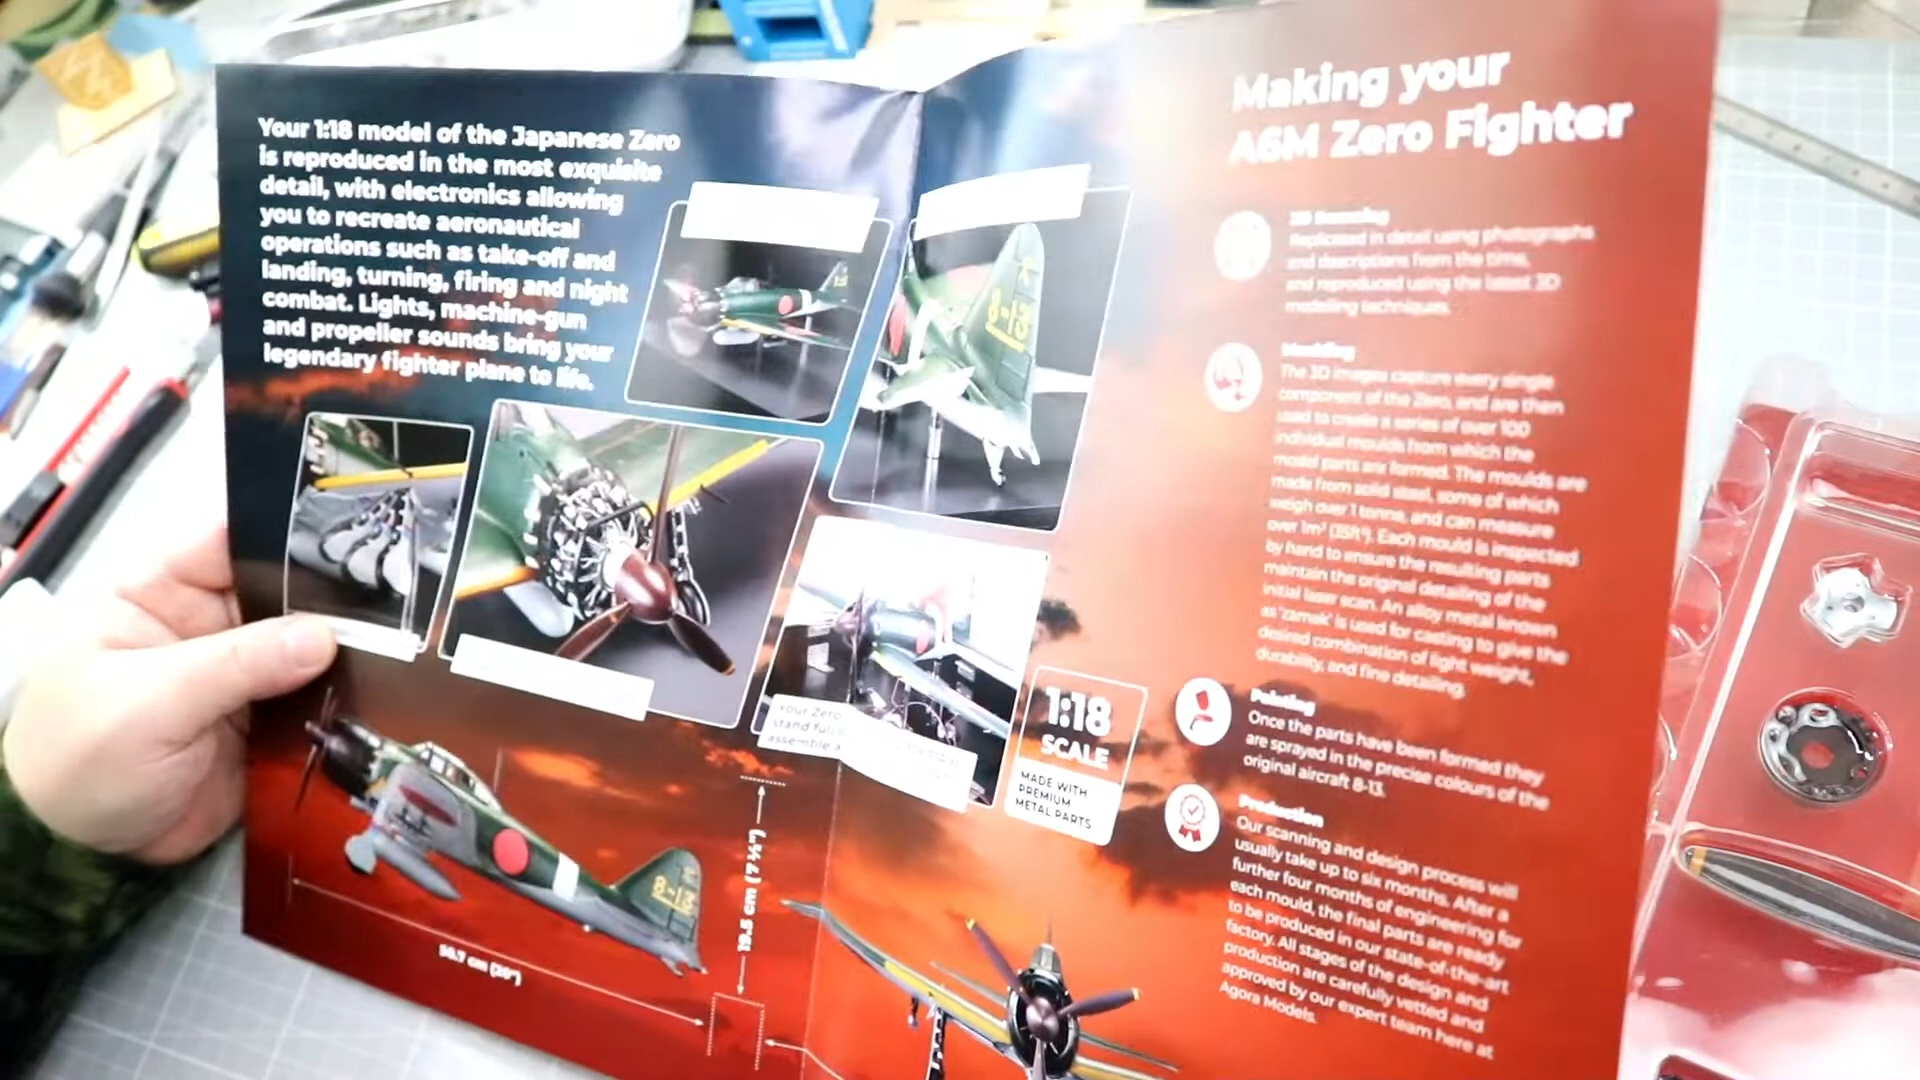 Your 1:18 model of the Japanese Zero
is reproduced in the most exquisite
detail, with electronics allowing
you to recreate aeronautical
operations such as take-off and
landing, turning, firing and night
combat. Lights, machine-gun
and propeller sounds bring your
legendary fighter plane to life.
8-13
Your Zero
stand full
assemble a
1:18
SCALE
MADE WITH
PREMIUM
METAL PARTS
8-13
19.5 cm (7 ½")
50.7 cm (20")
Making your
A6M Zero Fighter
3D Scanning
Replicated in detail using photographs
and descriptions from the time,
and reproduced using the latest 3D
modelling techniques.
Moulding
The 3D images capture every single
component of the Zero, and are then
used to create a series of over 100
individual moulds from which the
model parts are formed. The moulds are
made from solid steel, some of which
weigh over 1 tonne, and can measure
over 1m³ (35ft³). Each mould is inspected
by hand to ensure the resulting parts
maintain the original detailing of the
initial laser scan. An alloy metal known
as 'zamak' is used for casting to give the
desired combination of light weight,
durability, and fine detailing.
Painting
Once the parts have been formed they
are sprayed in the precise colours of the
original aircraft 8-13.
Production
Our scanning and design process will
usually take up to six months. After a
further four months of engineering for
each mould, the final parts are ready
to be produced in our state-of-the-art
factory. All stages of the design and
production are carefully vetted and
approved by our expert team here at
Agora Models.